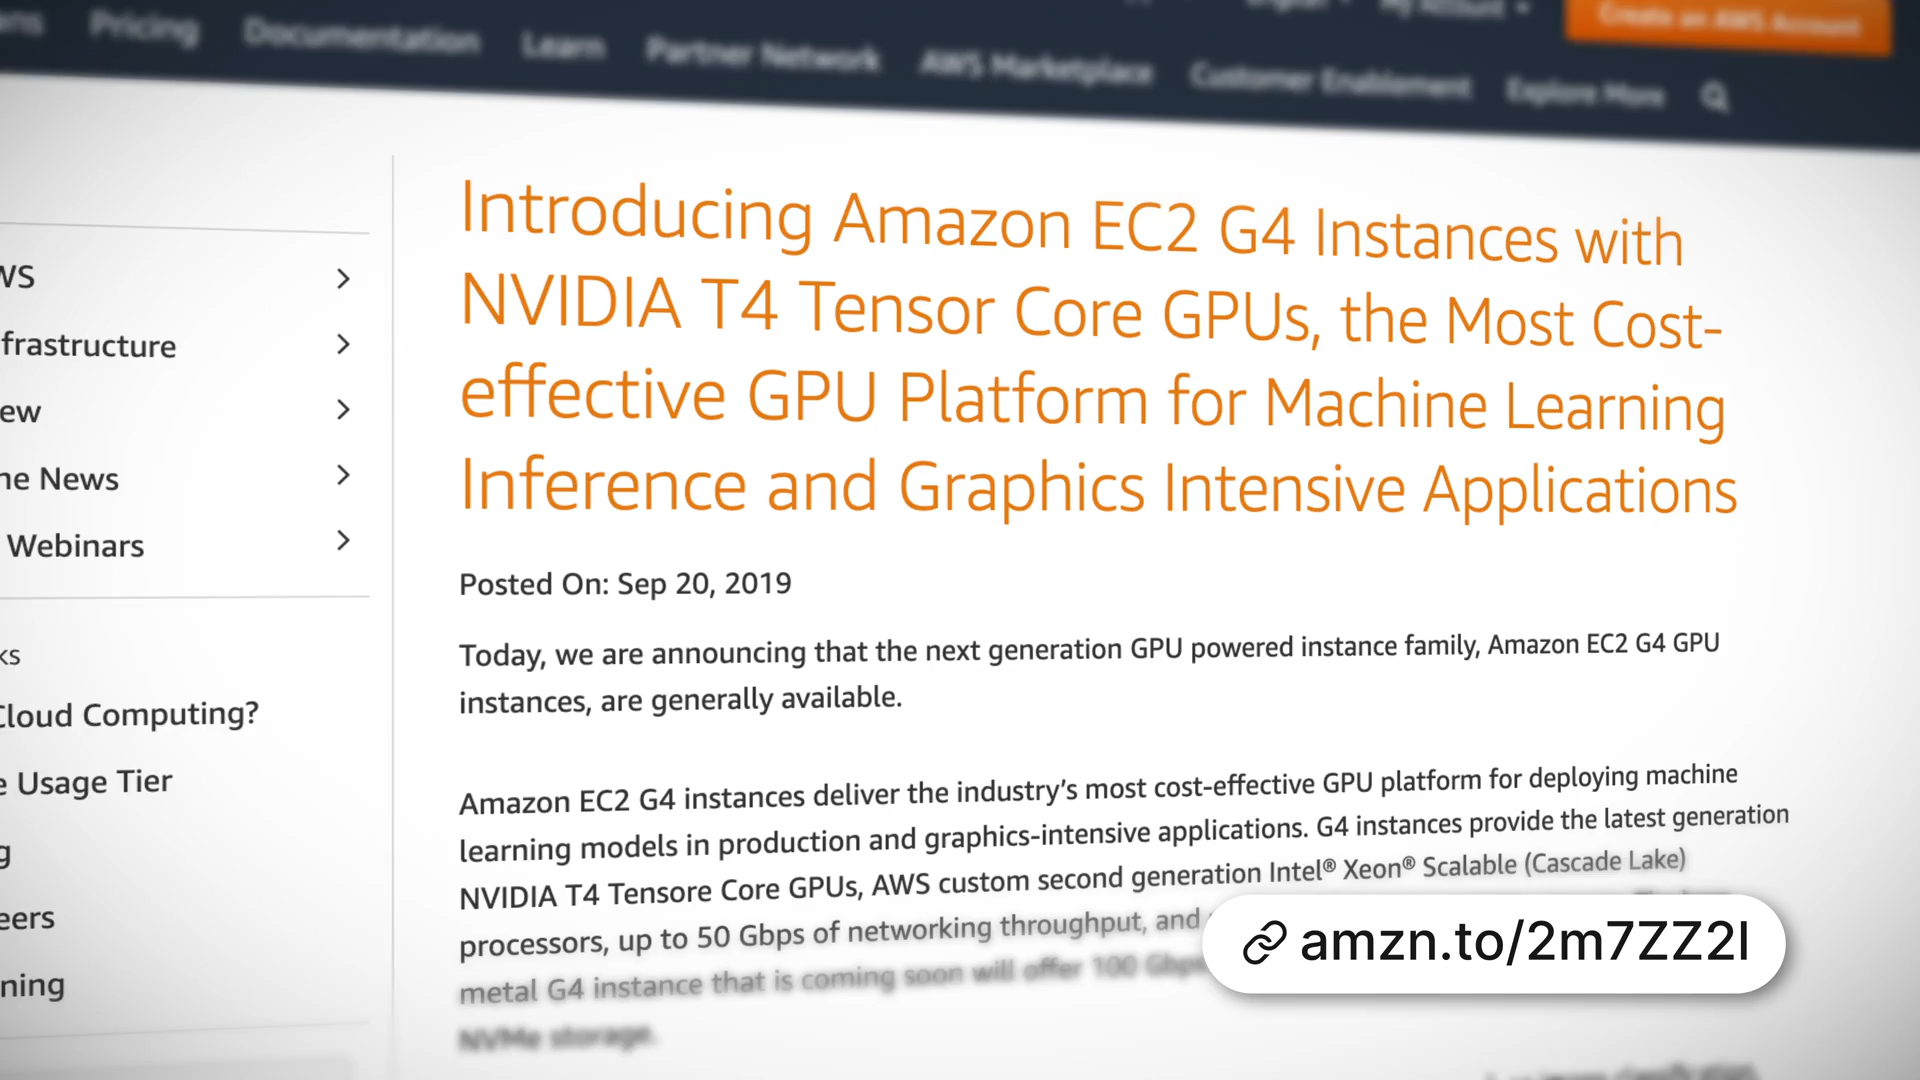 Pricing Documentation Learn Partner Network AWS Marketplace Customer Enablement Explore More
My Account
Create an AWS Account
Introducing Amazon EC2 G4 Instances with
NVIDIA T4 Tensor Core GPUs, the Most Cost-
effective GPU Platform for Machine Learning
Inference and Graphics Intensive Applications
Posted On: Sep 20, 2019
Today, we are announcing that the next generation GPU powered instance family, Amazon EC2 G4 GPU
instances, are generally available.
Amazon EC2 G4 instances deliver the industry's most cost-effective GPU platform for deploying machine
learning models in production and graphics-intensive applications. G4 instances provide the latest generation
NVIDIA T4 Tensore Core GPUs, AWS custom second generation Intel® Xeon® Scalable (Cascade Lake)
processors, up to 50 Gbps of networking throughput, and
metal G4 instance that is coming soon will offer 100 Gbps
NVMe storage.
WS
frastructure
ew
ne News
Webinars
ks
Cloud Computing?
e Usage Tier
g
eers
ning
amzn.to/2m7ZZ2I